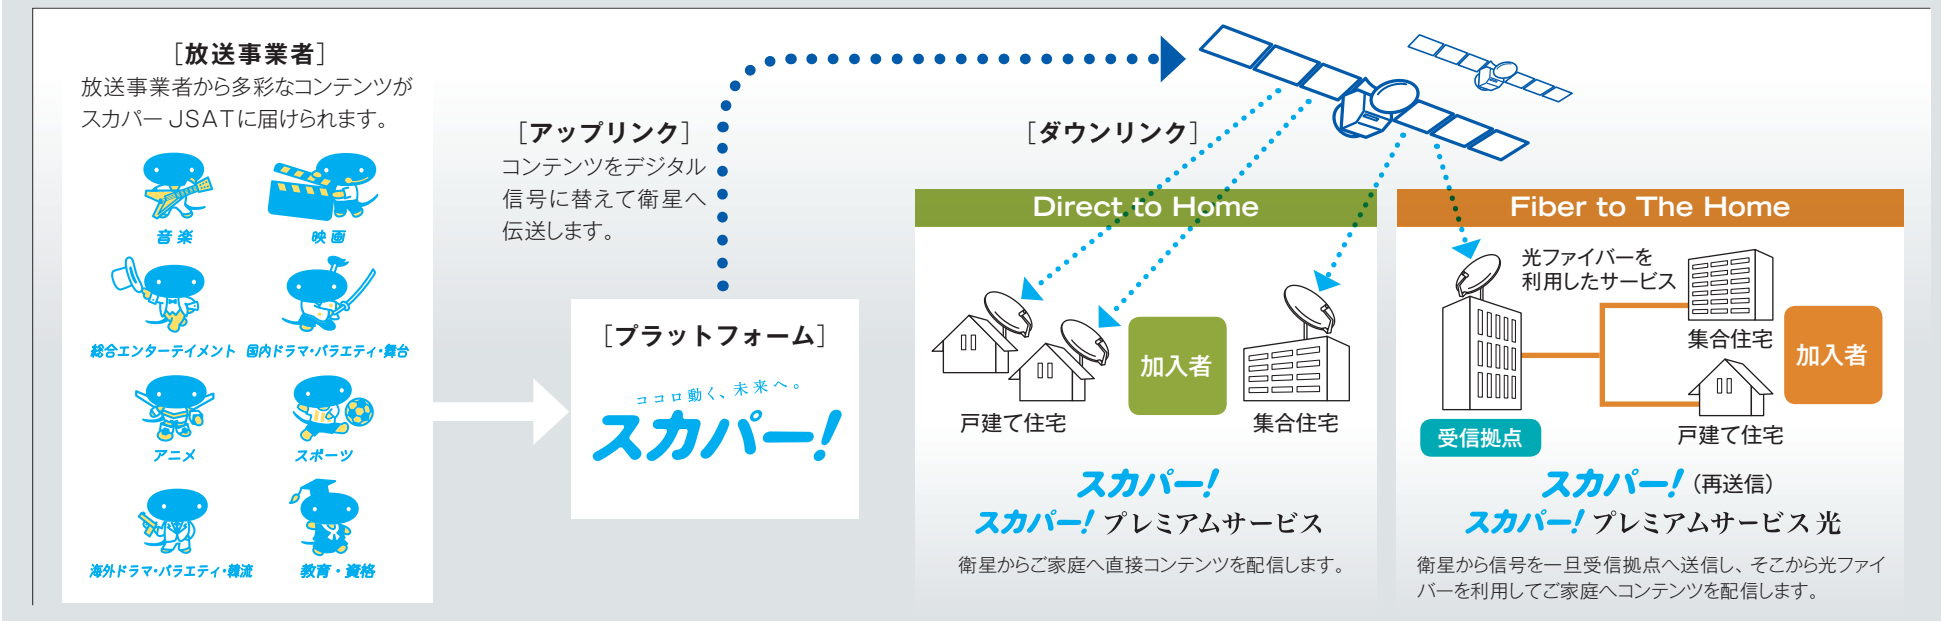 ［放送事業者］
放送事業者から多彩なコンテンツが
スカパーJSATに届けられます。
音楽
映画
総合エンターテイメント
国内ドラマ・バラエティ・舞台
アニメ
スポーツ
海外ドラマ・バラエティ・韓流
教育・資格
［アップリンク］
コンテンツをデジタル
信号に替えて衛星へ
伝送します。
［プラットフォーム］
ココロ動く、未来へ。
スカパー!
［ダウンリンク］
Direct to Home
戸建て住宅
加入者
集合住宅
スカパー!
スカパー! プレミアムサービス
衛星からご家庭へ直接コンテンツを配信します。
Fiber to The Home
光ファイバーを
利用したサービス
集合住宅
加入者
戸建て住宅
受信拠点
スカパー!（再送信）
スカパー! プレミアムサービス 光
衛星から信号を一旦受信拠点へ送信し、そこから光ファイ
バーを利用してご家庭へコンテンツを配信します。